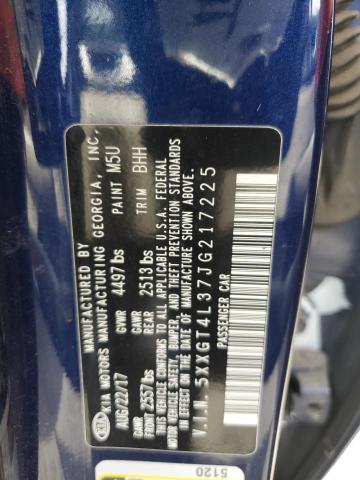 MANUFACTURED BY
KIA MOTORS MANUFACTURING GEORGIA, INC.
AUG/22/17 GVWR 4497 lbs PAINT M5U
GAWR FRONT 2357 lbs GAWR REAR 2513 lbs TRIM BHH
THIS VEHICLE CONFORMS TO ALL APPLICABLE U.S.A. FEDERAL
MOTOR VEHICLE SAFETY, BUMPER, AND THEFT PREVENTION STANDARDS
IN EFFECT ON THE DATE OF MANUFACTURE SHOWN ABOVE.
V.I.N. 5XXGT4L37JG217225
PASSENGER CAR
KIA
5120